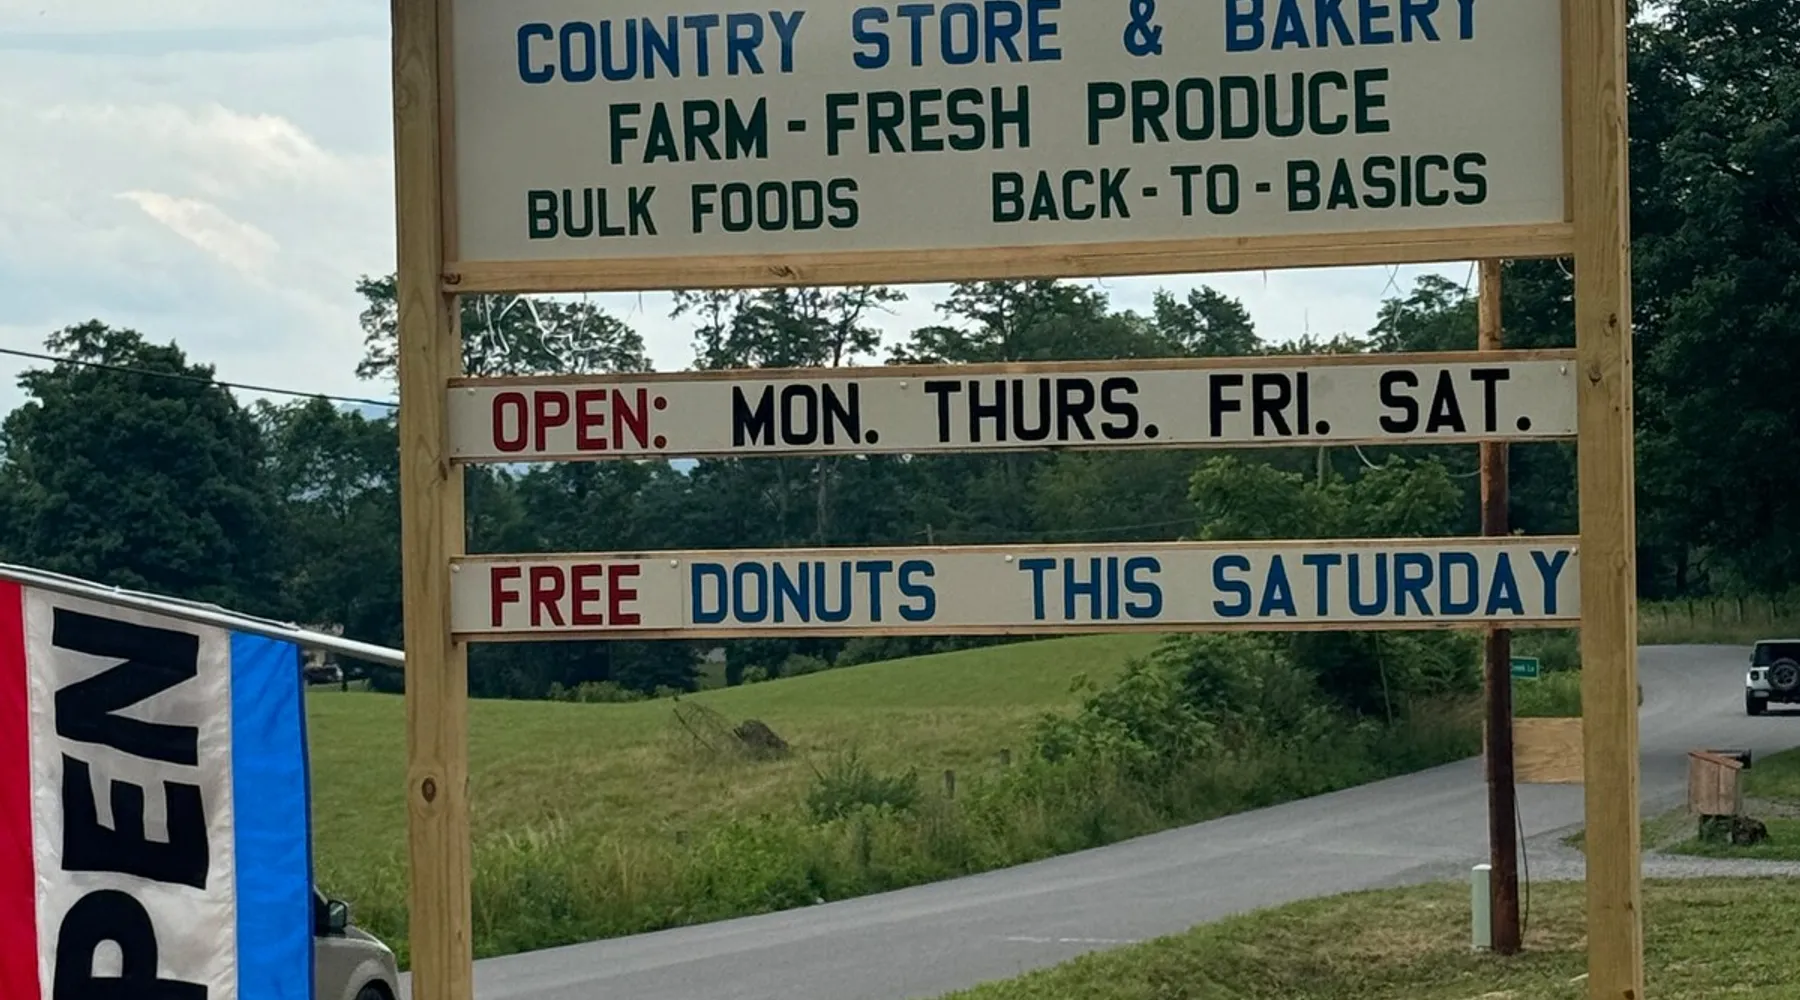 COUNTRY STORE & BAKERY
FARM-FRESH PRODUCE
BULK FOODS BACK-TO-BASICS
OPEN: MON. THURS. FRI. SAT.
FREE DONUTS THIS SATURDAY
PEN